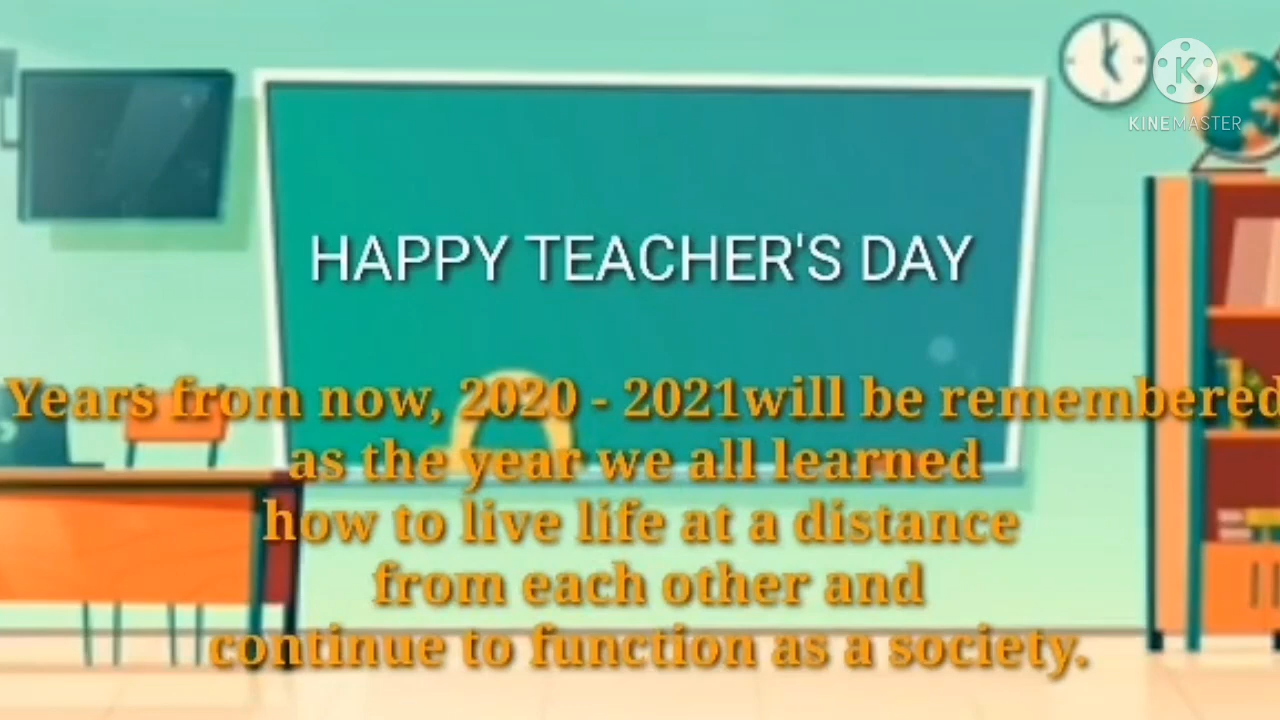 KINEMASTER
HAPPY TEACHER'S DAY
Years from now, 2020 - 2021will be remembered
as the year we all learned
how to live life at a distance
from each other and
continue to function as a society.